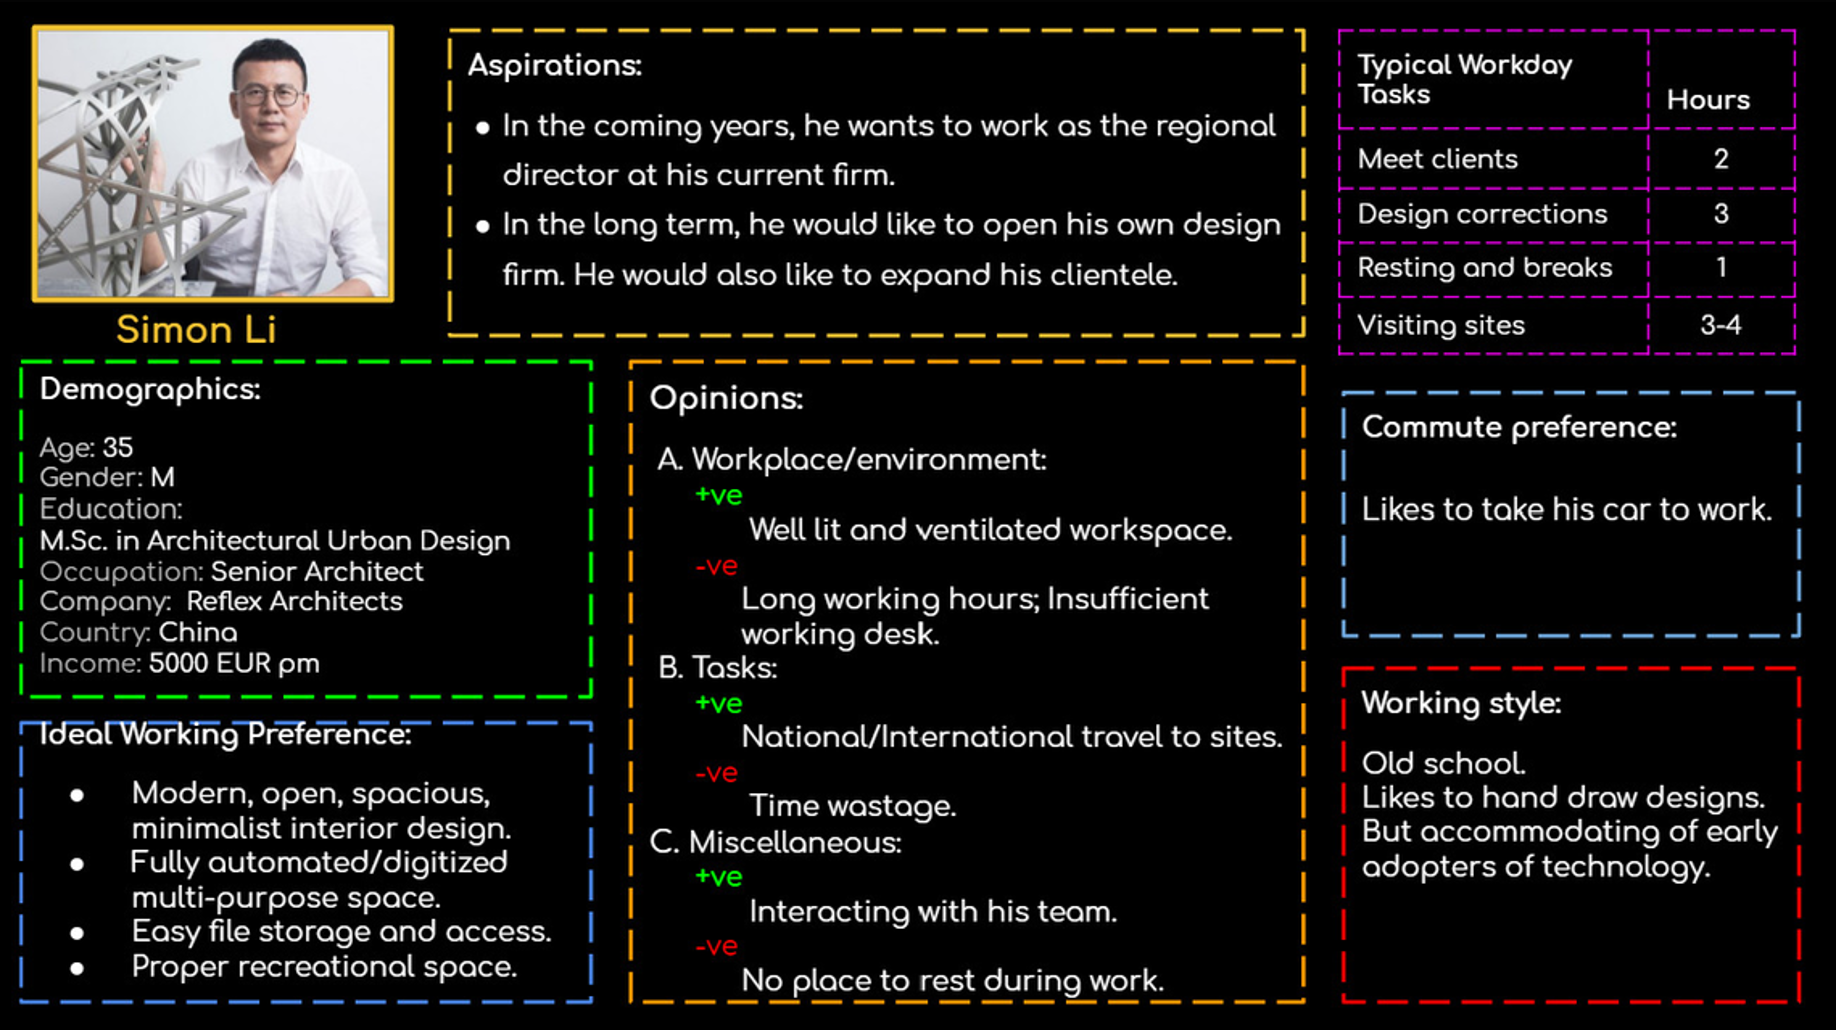 Simon Li
Aspirations:
● In the coming years, he wants to work as the regional
director at his current firm.
● In the long term, he would like to open his own design
firm. He would also like to expand his clientele.
Typical Workday
Tasks
Hours
Meet clients 2
Design corrections 3
Resting and breaks 1
Visiting sites 3-4
Demographics:
Age: 35
Gender: M
Education:
M.Sc. in Architectural Urban Design
Occupation: Senior Architect
Company: Reflex Architects
Country: China
Income: 5000 EUR pm
Ideal Working Preference:
● Modern, open, spacious,
minimalist interior design.
● Fully automated/digitized
multi-purpose space.
● Easy file storage and access.
● Proper recreational space.
Opinions:
A. Workplace/environment:
+ve
Well lit and ventilated workspace.
-ve
Long working hours; Insufficient
working desk.
B. Tasks:
+ve
National/International travel to sites.
-ve
Time wastage.
C. Miscellaneous:
+ve
Interacting with his team.
-ve
No place to rest during work.
Commute preference:
Likes to take his car to work.
Working style:
Old school.
Likes to hand draw designs.
But accommodating of early
adopters of technology.